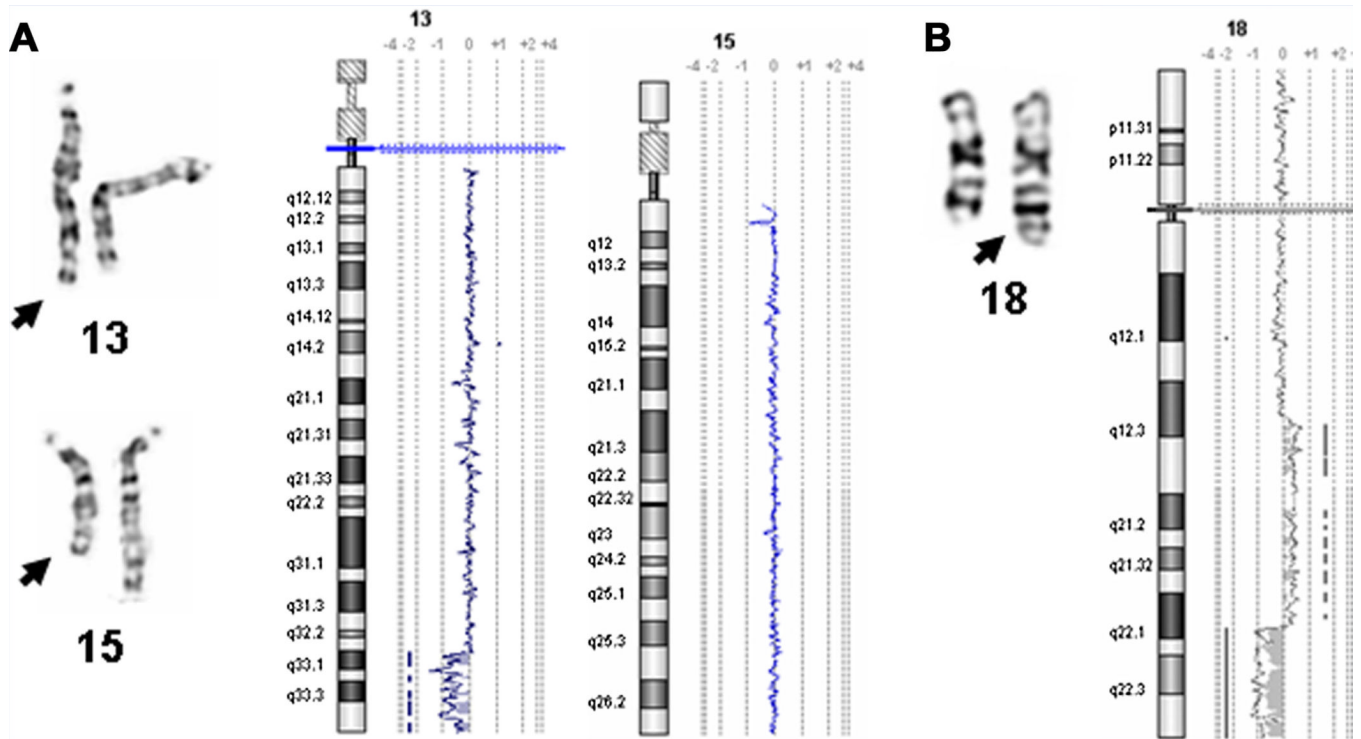 A
13
15
13
-4 -2 -1 0 +1 +2 +4
q12.12
q12.2
q13.1
q13.3
q14.12
q14.2
q21.1
q21.31
q21.33
q22.2
q31.1
q31.3
q32.2
q33.1
q33.3
15
-4 -2 -1 0 +1 +2 +4
q12
q13.2
q14
q15.2
q21.1
q21.3
q22.2
q22.32
q23
q24.2
q25.1
q25.3
q26.2
B
18
18
-4 -2 -1 0 +1 +2
p11.31
p11.22
q12.1
q12.3
q21.2
q21.32
q22.1
q22.3